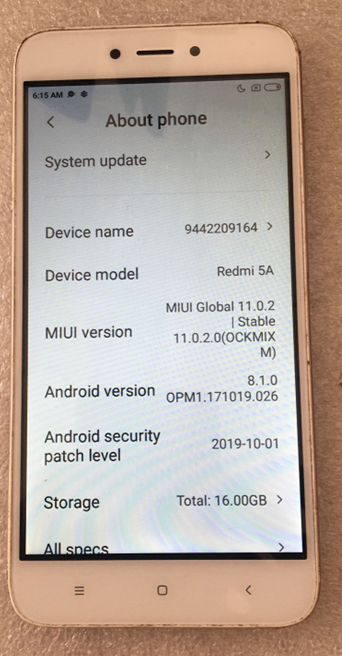 6:15 AM
About phone
System update
Device name 9442209164
Device model Redmi 5A
MIUI version MIUI Global 11.0.2
| Stable
11.0.2.0(OCKMIX
M)
Android version 8.1.0
OPM1.171019.026
Android security
patch level 2019-10-01
Storage Total: 16.00GB
All specs